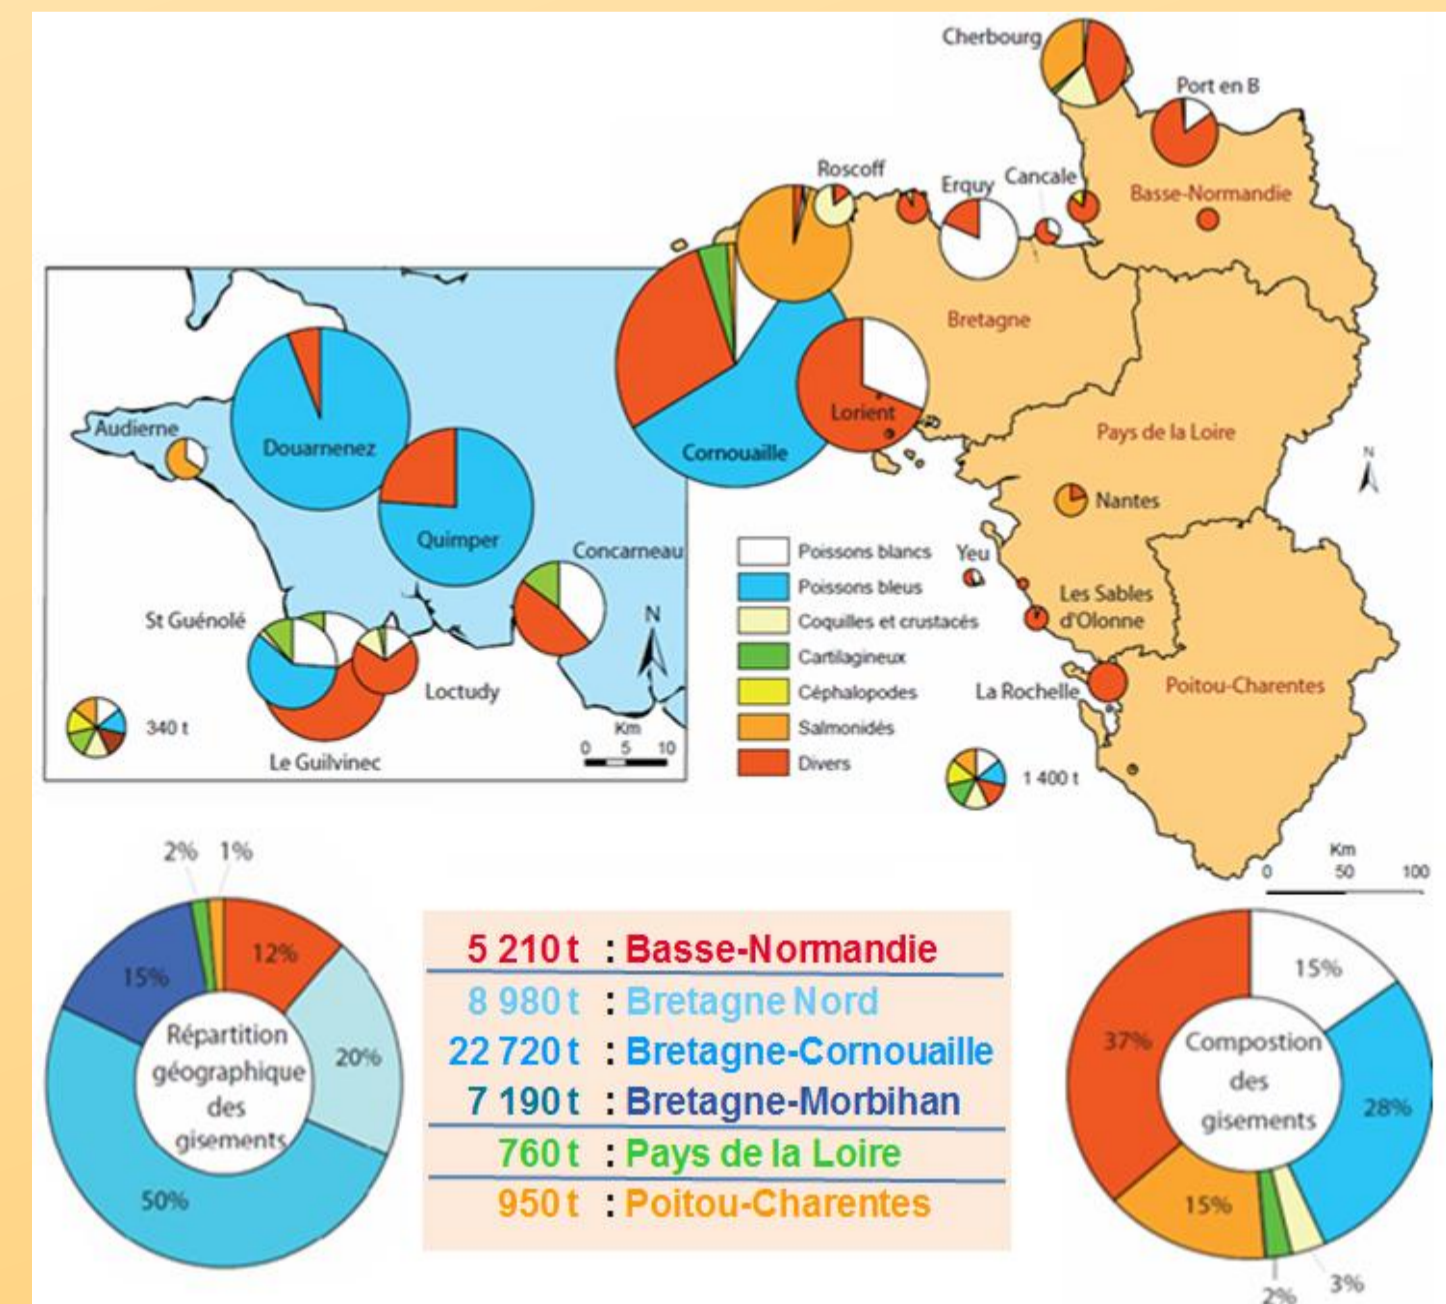 Cherbourg
Port en B
Roscoff
Erquy
Cancale
Basse-Normandie
Bretagne
Audierne
Douarnenez
Lorient
Cornouaille
Pays de la Loire
N
Quimper
Nantes
Concarneau
Poissons blancs
Poissons bleus
Coquilles et crustacés
Cartilagineux
Céphalopodes
Salmonidés
Divers
Yeu
Les Sables
d'Olonne
St Guénolé
N
Loctudy
La Rochelle
Poitou-Charentes
340 t
Km
0 5 10
Le Guilvinec
1 400 t
Km
0 50 100
2% 1%
12%
15%
20%
50%
Répartition
géographique
des
gisements
5 210 t : Basse-Normandie
8 980 t : Bretagne Nord
22 720 t : Bretagne-Cornouaille
7 190 t : Bretagne-Morbihan
760 t : Pays de la Loire
950 t : Poitou-Charentes
15%
37%
28%
15%
3%
2%
Compostion
des
gisements